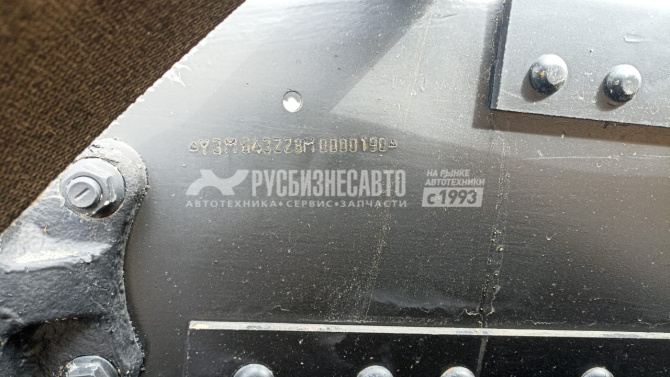 Y3M643228M0000190
РУСБИЗНЕСАВТО
АВТОТЕХНИКА • СЕРВИС • ЗАПЧАСТИ
НА РЫНКЕ
АВТОТЕХНИКИ
с 1993